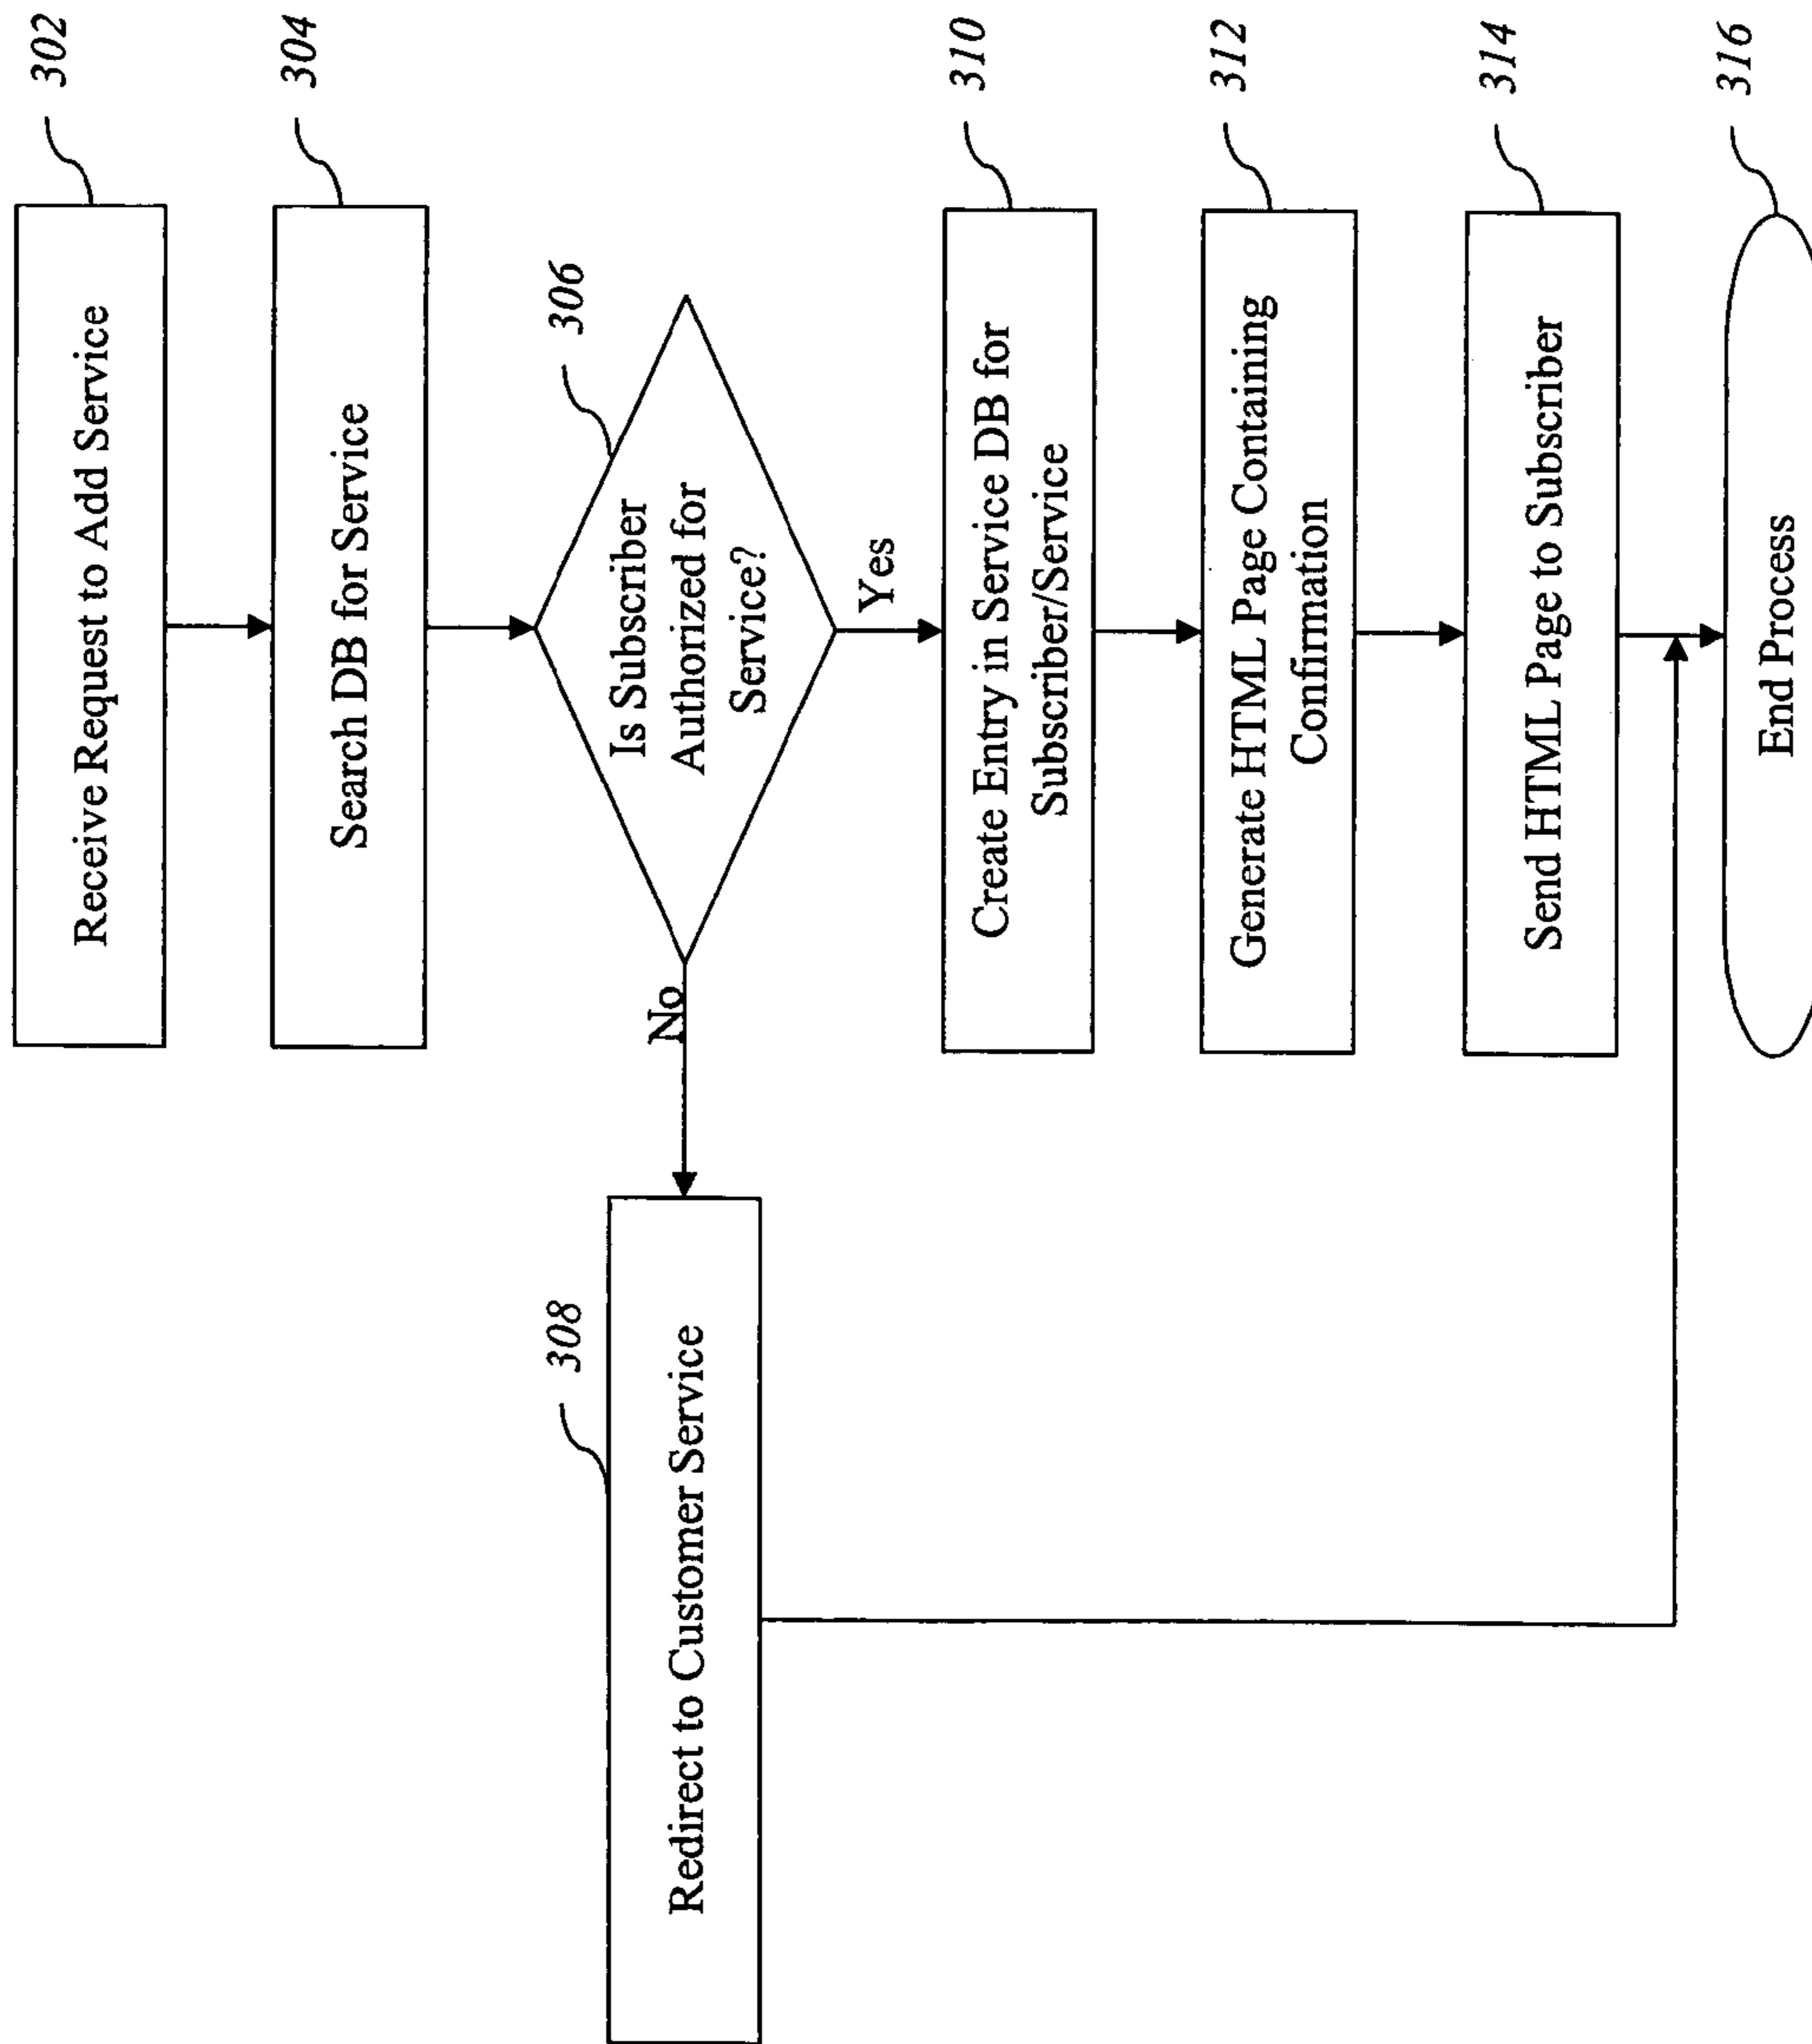 Receive Request to Add Service
302
Search DB for Service
304
Is Subscriber
Authorized for
Service?
306
No
Yes
Redirect to Customer Service
308
Create Entry in Service DB for
Subscriber/Service
310
Generate HTML Page Containing
Confirmation
312
Send HTML Page to Subscriber
314
End Process
316